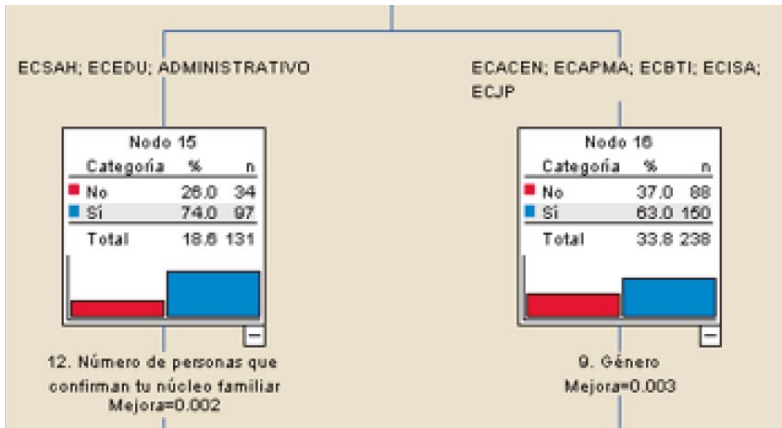 ECSAH; ECEDU; ADMINISTRATIVO
Nodo 15
Categoría % n
No 26.0 34
Sí 74.0 97
Total 18.6 131
12. Número de personas que
confirman tu núcleo familiar
Mejora=0.002
ECACEN; ECAPMA; ECBTI; ECISA;
ECJP
Nodo 16
Categoría % n
No 37.0 88
Sí 63.0 150
Total 33.8 238
9. Género
Mejora=0.003